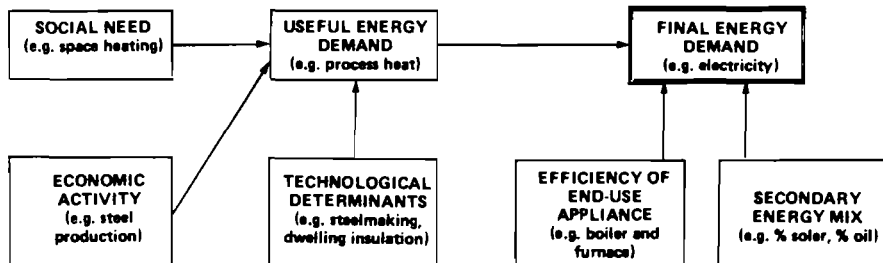 SOCIAL NEED
(e.g. space heating)
USEFUL ENERGY
DEMAND
(e.g. process heat)
FINAL ENERGY
DEMAND
(e.g. electricity)
ECONOMIC
ACTIVITY
(e.g. steel
production)
TECHNOLOGICAL
DETERMINANTS
(e.g. steelmaking,
dwelling insulation)
EFFICIENCY OF
END-USE
APPLIANCE
(e.g. boiler and
furnace)
SECONDARY
ENERGY MIX
(e.g. % soler, % oil)